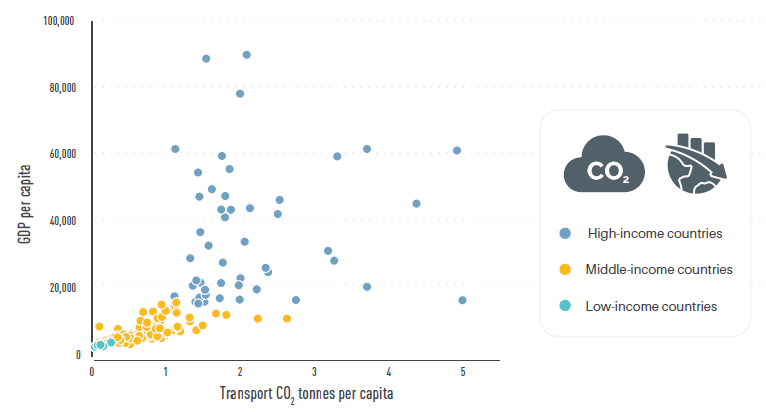 100,000
80,000
60,000
40,000
20,000
0
GDP per capita
0 1 2 3 4 5
Transport CO2 tonnes per capita
CO2
High-income countries
Middle-income countries
Low-income countries